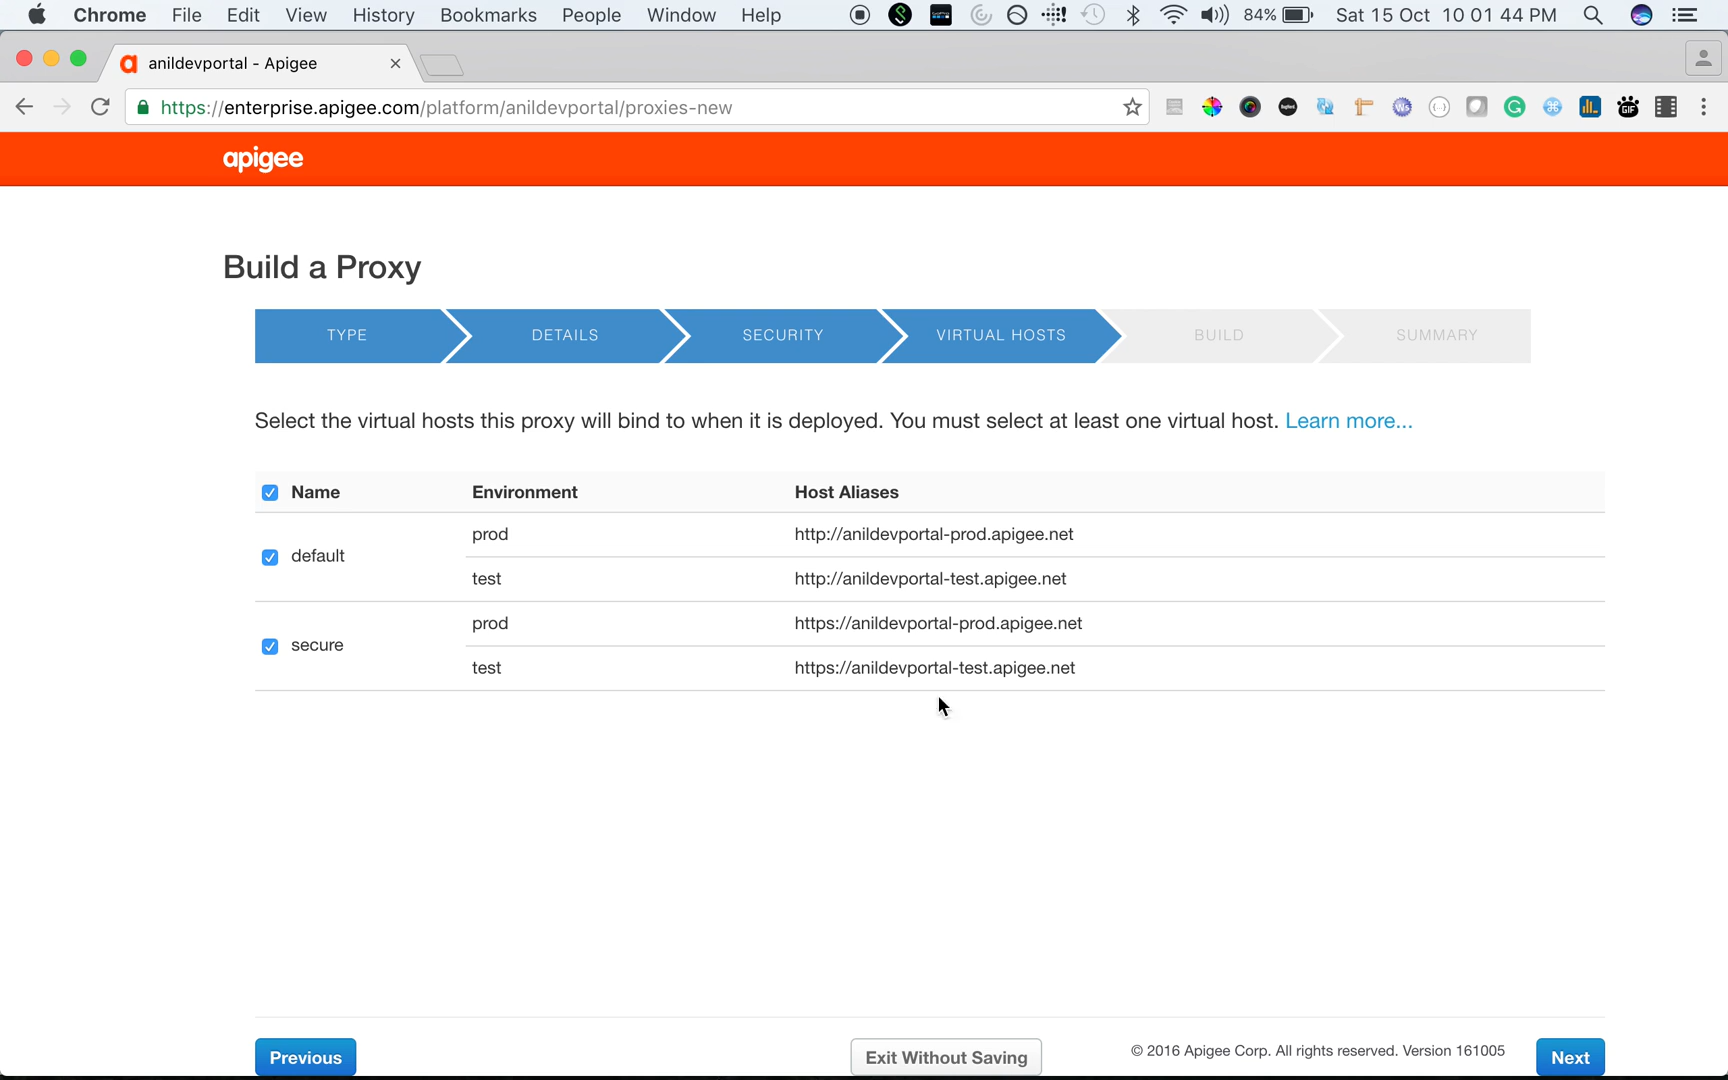 Chrome File Edit View History Bookmarks People Window Help 84% Sat 15 Oct 10 01 44 PM
anildevportal - Apigee
https://enterprise.apigee.com/platform/anildevportal/proxies-new
apigee
Build a Proxy
TYPE DETAILS SECURITY VIRTUAL HOSTS BUILD SUMMARY
Select the virtual hosts this proxy will bind to when it is deployed. You must select at least one virtual host. Learn more...
Name Environment Host Aliases
default
prod http://anildevportal-prod.apigee.net
test http://anildevportal-test.apigee.net
secure
prod https://anildevportal-prod.apigee.net
test https://anildevportal-test.apigee.net
Previous Exit Without Saving © 2016 Apigee Corp. All rights reserved. Version 161005 Next